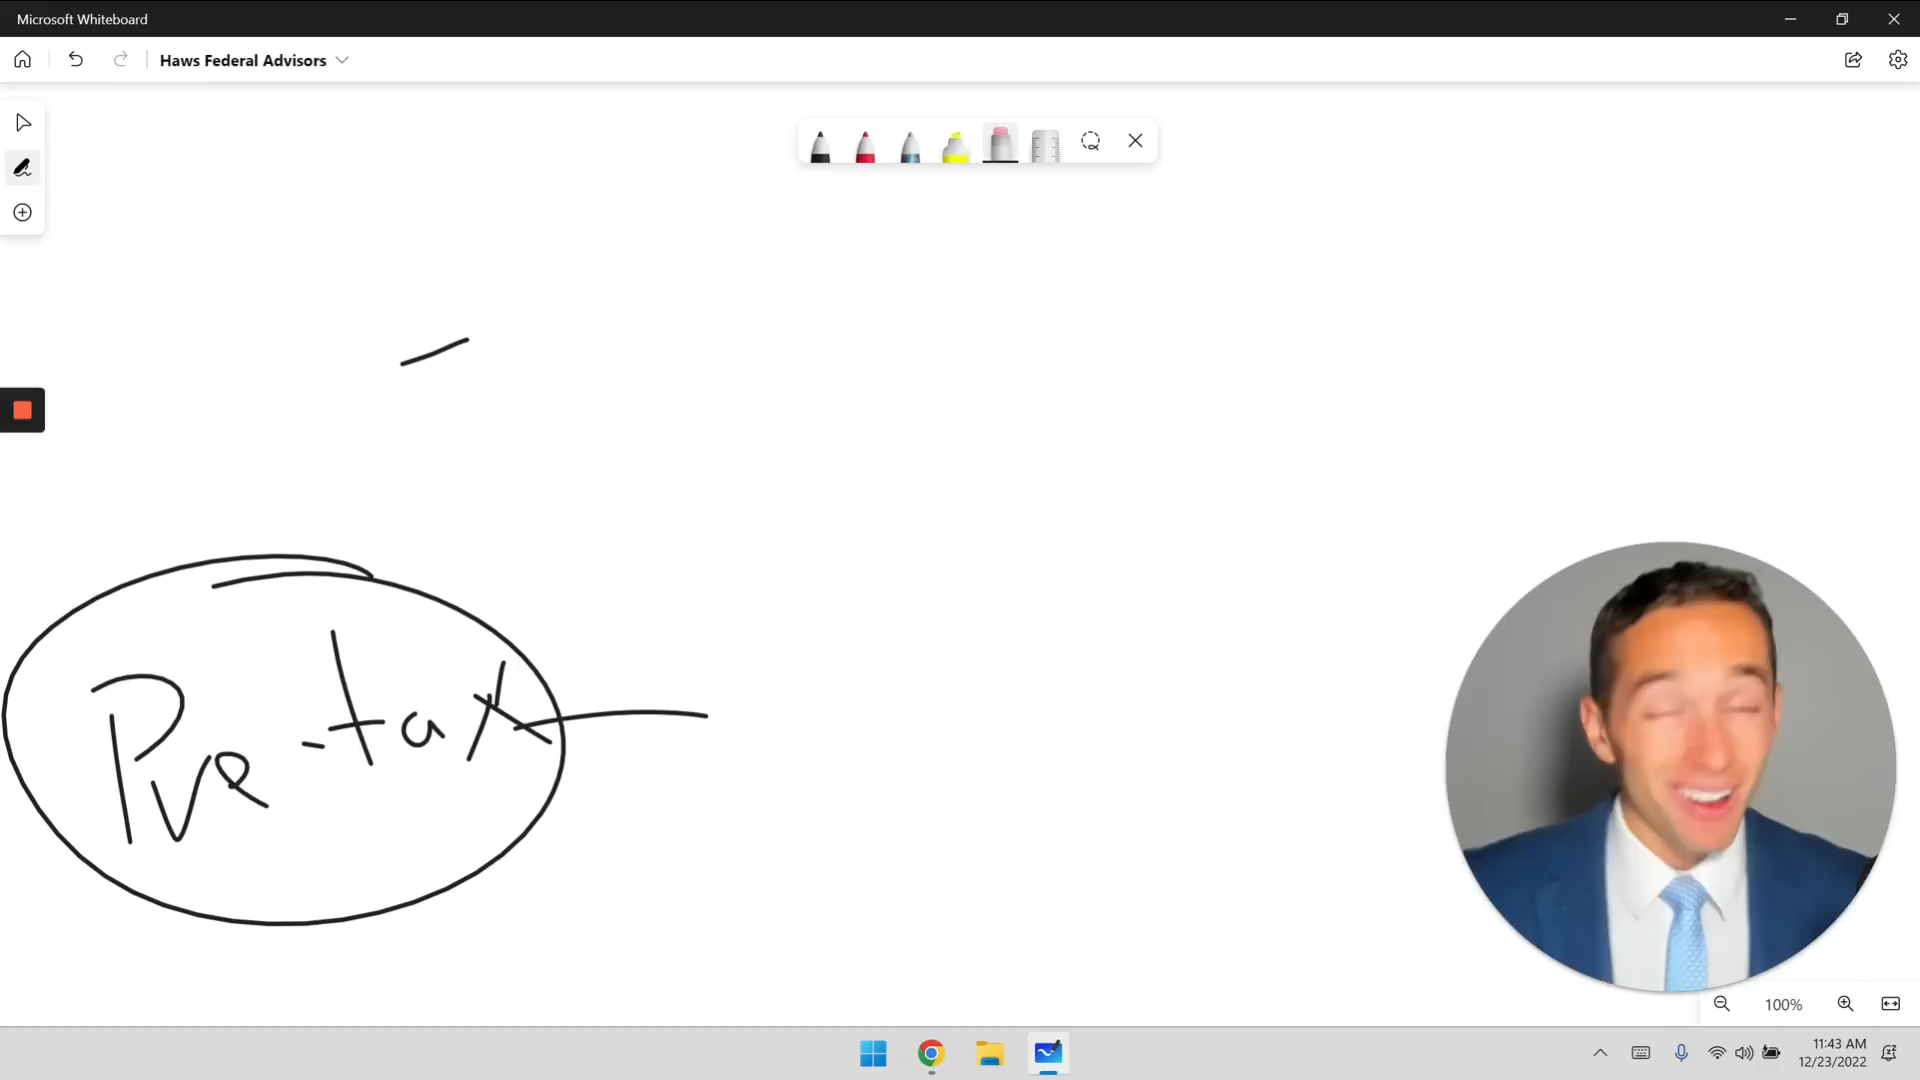 Microsoft Whiteboard
Haws Federal Advisors
Pre-tax
100%
11:43 AM
12/23/2022